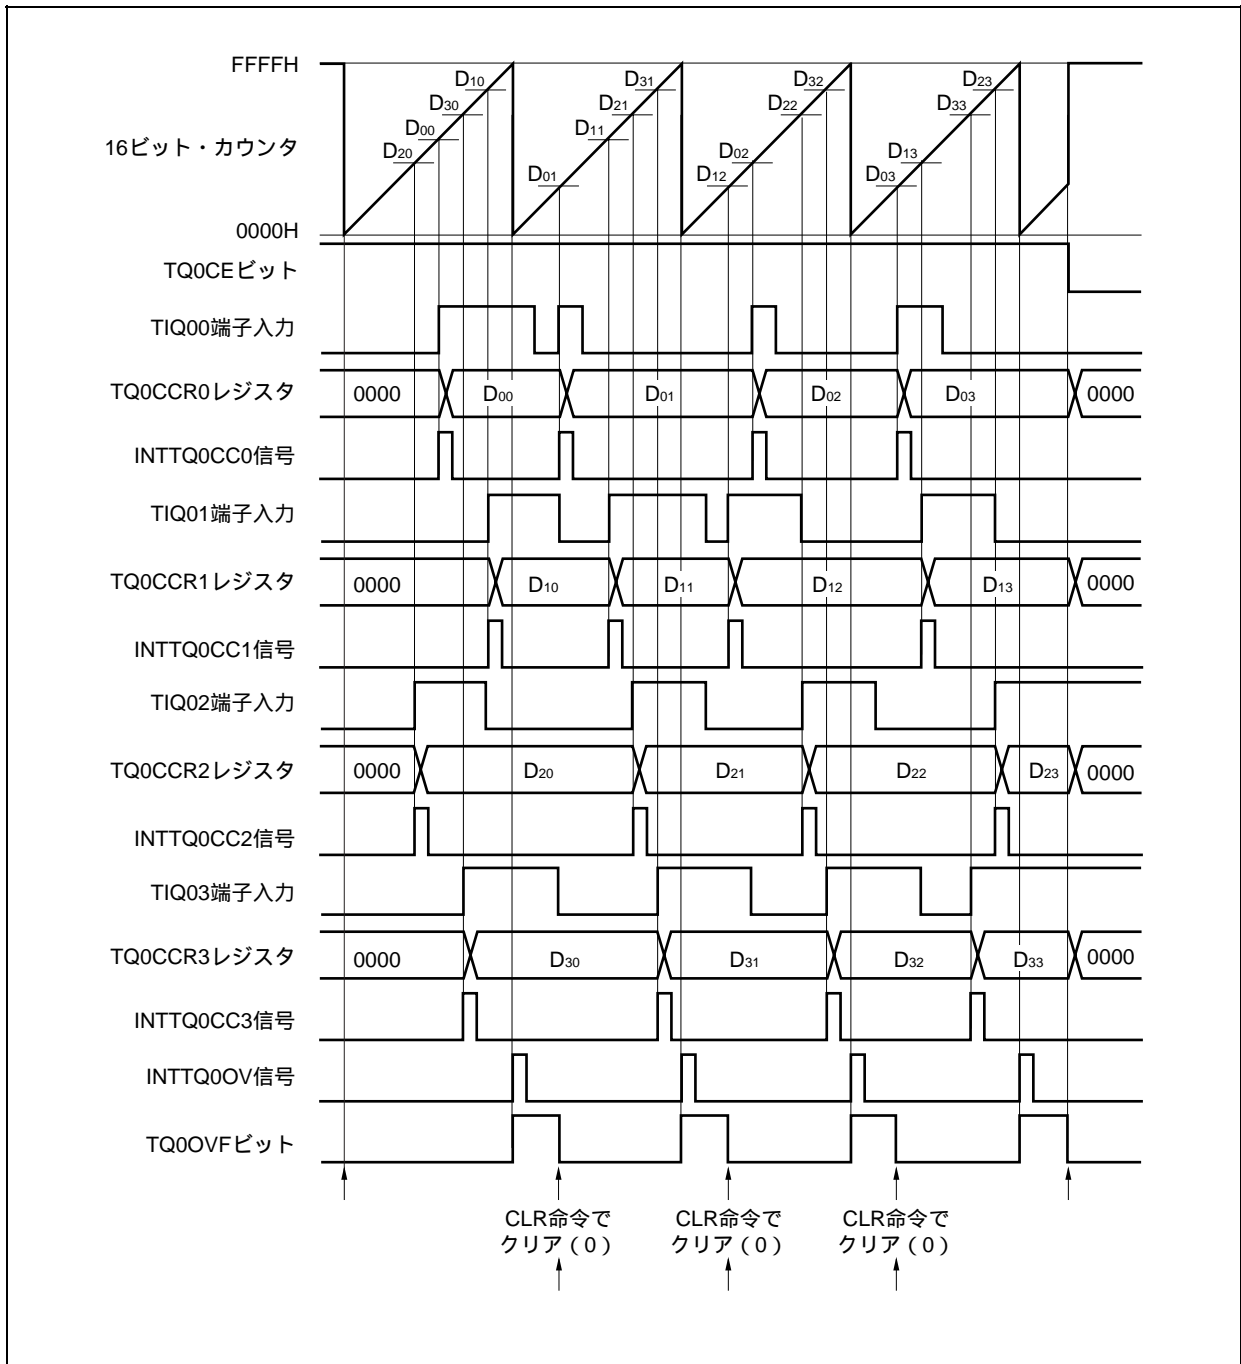 FFFFH
D10
D31
D32
D23
D30
D21
D22
D33
16ビット・カウンタ
D00
D11
D02
D13
D20
D01
D12
D03
0000H
TQ0CEビット
TIQ00端子入力
TQ0CCR0レジスタ
0000
D00
D01
D02
D03
0000
INTTQ0CC0信号
TIQ01端子入力
TQ0CCR1レジスタ
0000
D10
D11
D12
D13
0000
INTTQ0CC1信号
TIQ02端子入力
TQ0CCR2レジスタ
0000
D20
D21
D22
D23
0000
INTTQ0CC2信号
TIQ03端子入力
TQ0CCR3レジスタ
0000
D30
D31
D32
D33
0000
INTTQ0CC3信号
INTTQ0OV信号
TQ0OVFビット
CLR命令で
クリア（0）
CLR命令で
クリア（0）
CLR命令で
クリア（0）